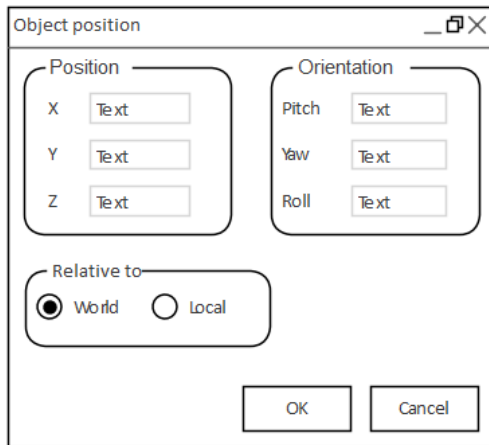 Object position
Position Orientation
X Text Pitch Text
Y Text Yaw Text
Z Text Roll Text
Relative to
World Local
OK Cancel